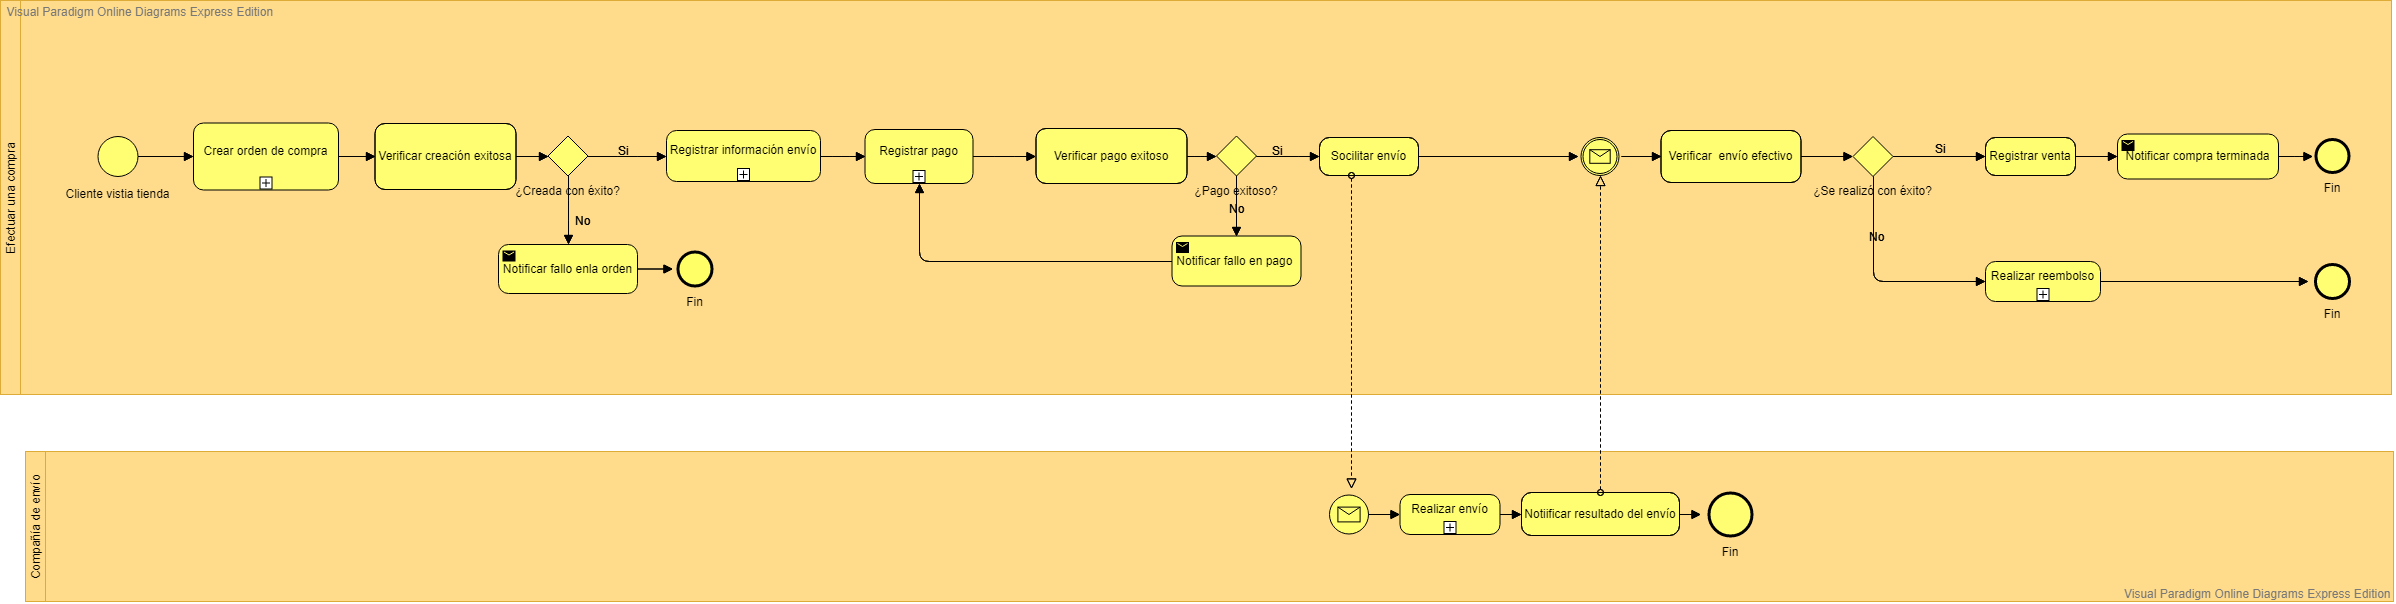 Visual Paradigm Online Diagrams Express Edition
Efectuar una compra
Cliente vistia tienda
Crear orden de compra
Verificar creación exitosa
¿Creada con éxito?
Si
No
Notificar fallo enla orden
Fin
Registrar información envío
Registrar pago
Verificar pago exitoso
¿Pago exitoso?
Si
No
Notificar fallo en pago
Socilitar envío
Verificar envío efectivo
¿Se realizó con éxito?
Si
No
Registrar venta
Notificar compra terminada
Fin
Realizar reembolso
Fin
Compañia de envío
Realizar envío
Notiificar resultado del envío
Fin
Visual Paradigm Online Diagrams Express Edition